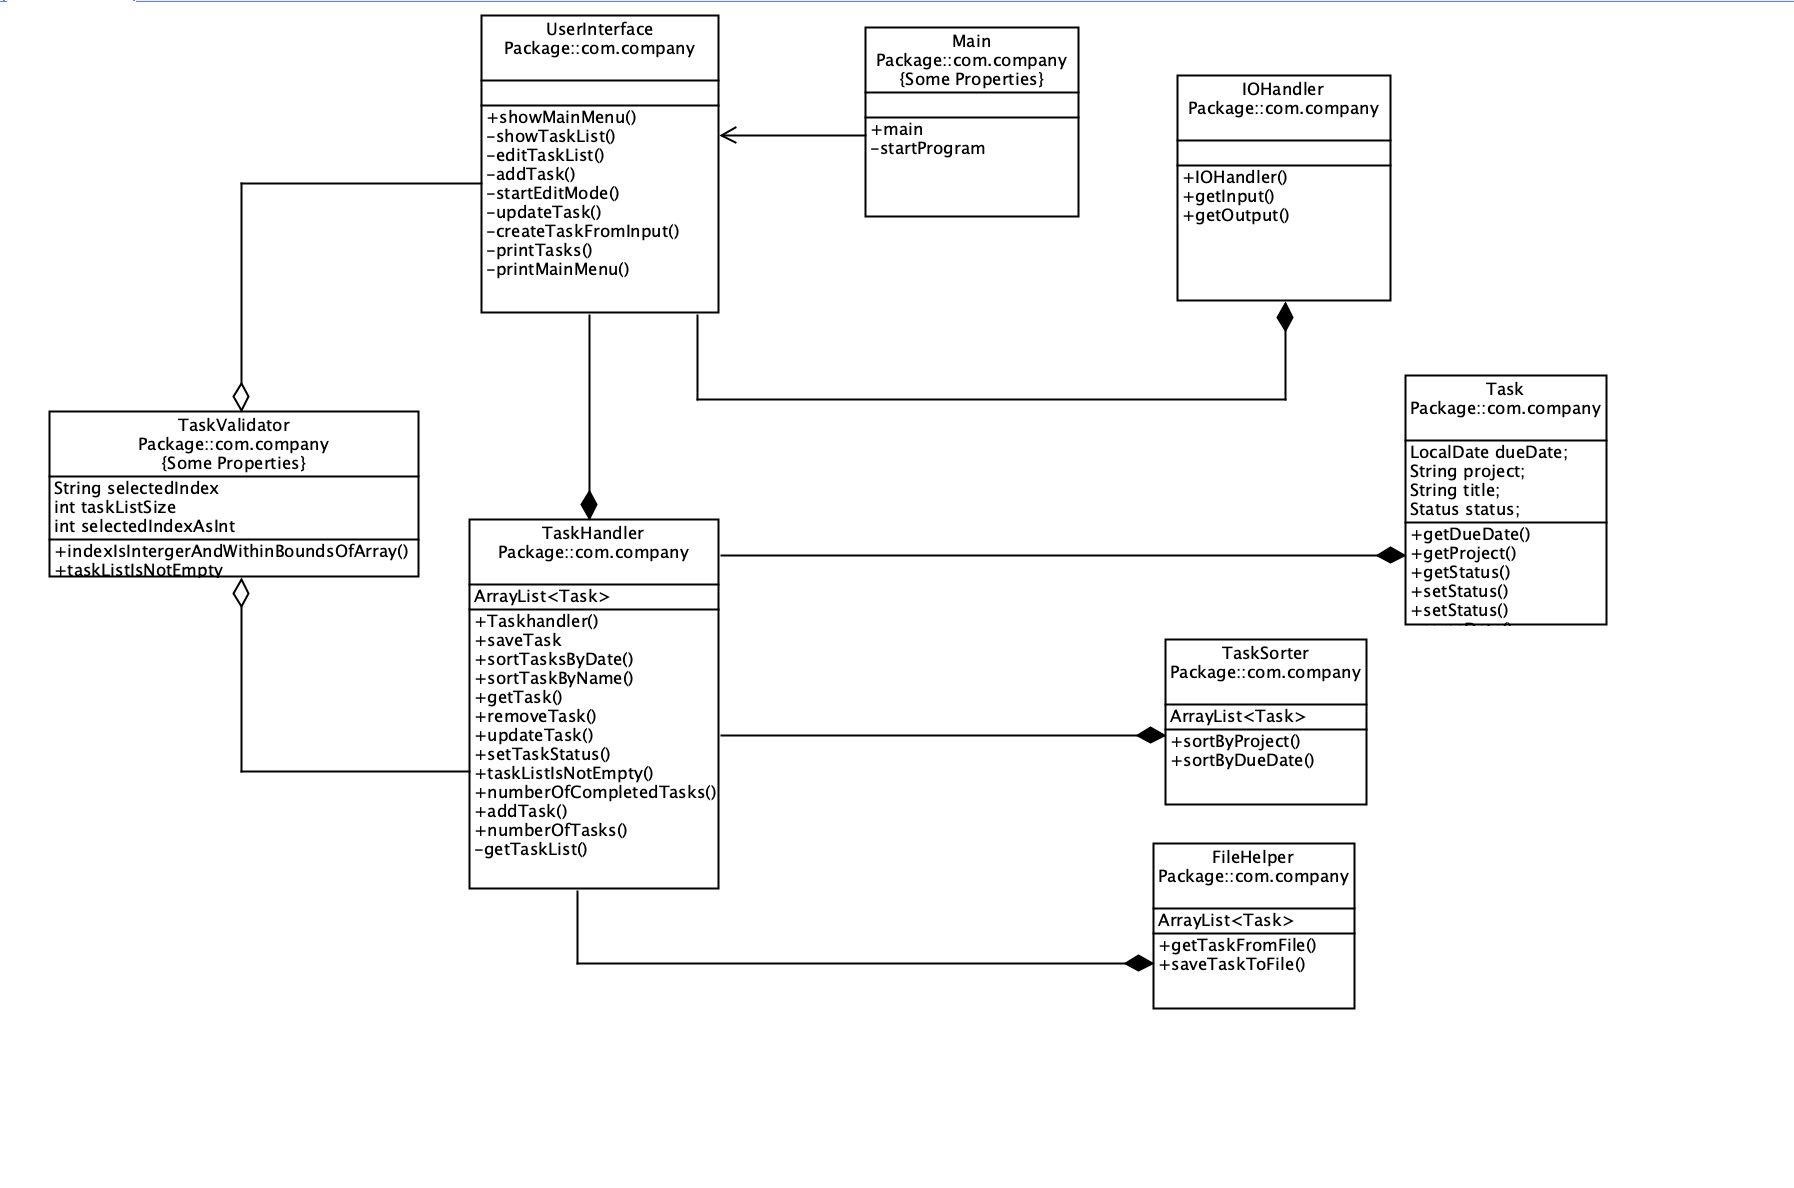 UserInterface
Package::com.company
+showMainMenu()
-showTaskList()
-editTaskList()
-addTask()
-startEditMode()
-updateTask()
-createTaskFromInput()
-printTasks()
-printMainMenu()
Main
Package::com.company
{Some Properties}
+main
-startProgram
IOHandler
Package::com.company
+IOHandler()
+getInput()
+getOutput()
TaskValidator
Package::com.company
{Some Properties}
String selectedIndex
int taskListSize
int selectedIndexAsInt
+indexIsIntergerAndWithinBoundsOfArray()
+taskListIsNotEmpty
TaskHandler
Package::com.company
ArrayList<Task>
+Taskhandler()
+saveTask
+sortTasksByDate()
+sortTaskByName()
+getTask()
+removeTask()
+updateTask()
+setTaskStatus()
+taskListIsNotEmpty()
+numberOfCompletedTasks()
+addTask()
+numberOfTasks()
-getTaskList()
Task
Package::com.company
LocalDate dueDate;
String project;
String title;
Status status;
+getDueDate()
+getProject()
+getStatus()
+setStatus()
+setStatus()
TaskSorter
Package::com.company
ArrayList<Task>
+sortByProject()
+sortByDueDate()
FileHelper
Package::com.company
ArrayList<Task>
+getTaskFromFile()
+saveTaskToFile()